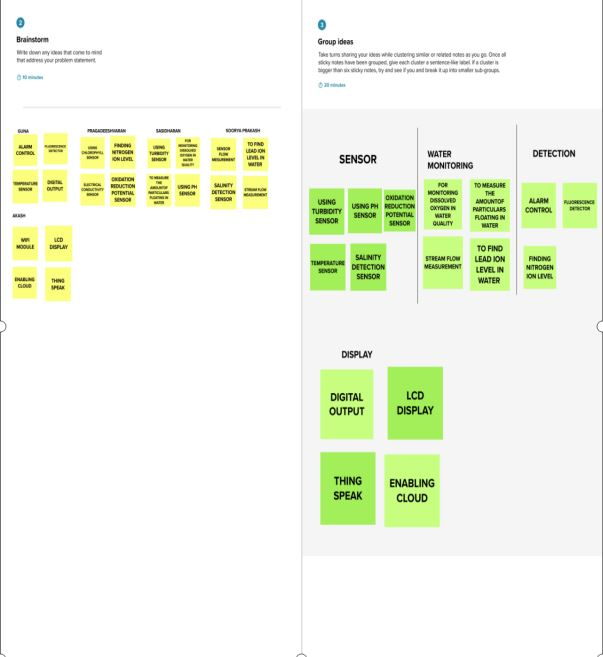 2
Brainstorm
Write down any ideas that come to mind
that address your problem statement.
10 minutes
GUNA
PRAGADEESHVARAN
SASIDHARAN
SOORYA PRAKASH
ALARM
CONTROL
FLUORESCENCE
DETECTOR
USING
CHLOROPHYLL
SENSOR
FINDING
NITROGEN
ION LEVEL
USING
TURBIDITY
SENSOR
FOR
MONITORING
DISSOLVED
OXYGEN IN
WATER
QUALITY
SENSOR
FLOW
MESUREMENT
TO FIND
LEAD ION
LEVEL IN
WATER
TEMPERATURE
SENSOR
DIGITAL
OUTPUT
ELECTRICAL
CONDUCTIVITY
SENSOR
OXIDATION
REDUCTION
POTENTIAL
SENSOR
TO MEASURE
THE
AMOUNTOF
PARTICULARS
FLOATING IN
WATER
USING PH
SENSOR
SALINITY
DETECTION
SENSOR
STREAM FLOW
MEASUREMENT
AKASH
WIFI
MODULE
LCD
DISPLAY
ENABLING
CLOUD
THING
SPEAK
3
Group ideas
Take turns sharing your ideas while clustering similar or related notes as you go. Once all
sticky notes have been grouped, give each cluster a sentence-like label. If a cluster is
bigger than six sticky notes, try and see if you and break it up into smaller sub-groups.
20 minutes
SENSOR
USING
TURBIDITY
SENSOR
USING PH
SENSOR
OXIDATION
REDUCTION
POTENTIAL
SENSOR
TEMPERATURE
SENSOR
SALINITY
DETECTION
SENSOR
WATER
MONITORING
FOR
MONITORING
DISSOLVED
OXYGEN IN
WATER
QUALITY
TO MEASURE
THE
AMOUNTOF
PARTICULARS
FLOATING IN
WATER
STREAM FLOW
MEASUREMENT
TO FIND
LEAD ION
LEVEL IN
WATER
DETECTION
ALARM
CONTROL
FLUORESCENCE
DETECTOR
FINDING
NITROGEN
ION LEVEL
DISPLAY
DIGITAL
OUTPUT
LCD
DISPLAY
THING
SPEAK
ENABLING
CLOUD